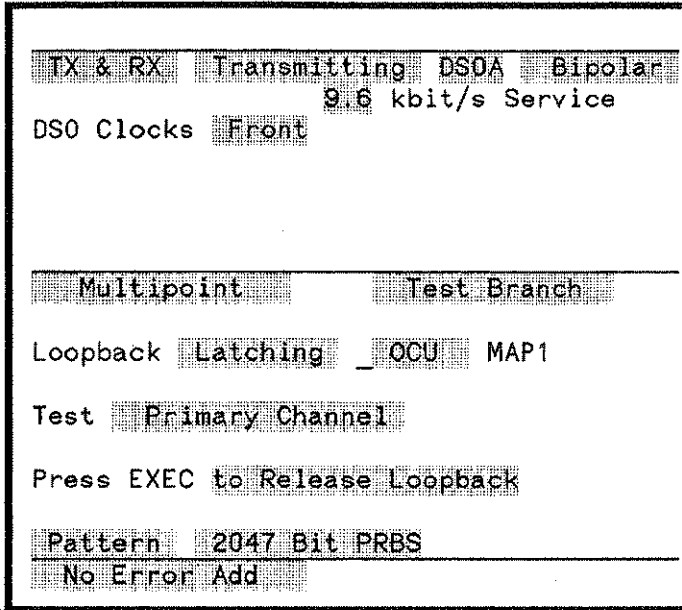 TX & RX Transmitting DS0A Bipolar
9.6 kbit/s Service
DS0 Clocks Front
Multipoint Test Branch
Loopback Latching _ OCU MAP1
Test Primary Channel
Press EXEC to Release Loopback
Pattern 2047 Bit PRBS
No Error Add